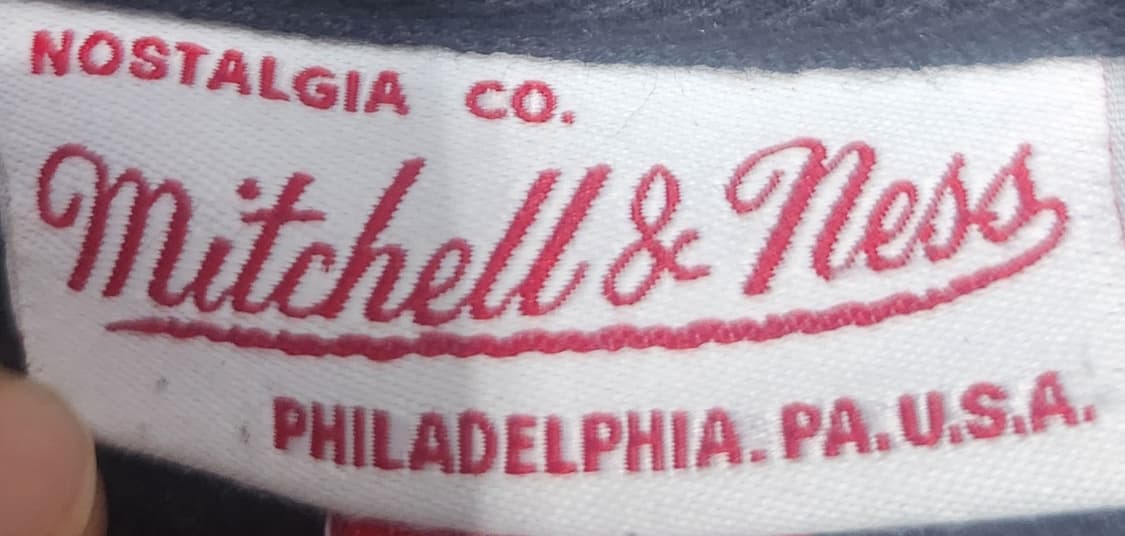 NOSTALGIA CO.
Mitchell & Ness
PHILADELPHIA. PA. U.S.A.